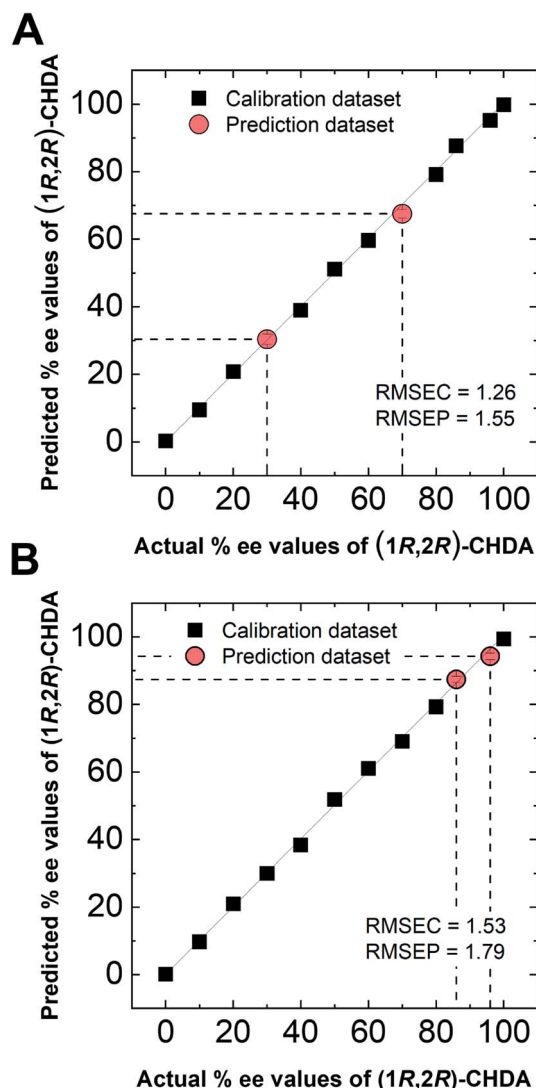 A
Calibration dataset
Prediction dataset
100
80
60
40
20
0
Predicted % ee values of (1R,2R)-CHDA
RMSEC = 1.26
RMSEP = 1.55
0 20 40 60 80 100
Actual % ee values of (1R,2R)-CHDA
B
Calibration dataset
Prediction dataset
100
80
60
40
20
0
Predicted % ee values of (1R,2R)-CHDA
RMSEC = 1.53
RMSEP = 1.79
0 20 40 60 80 100
Actual % ee values of (1R,2R)-CHDA